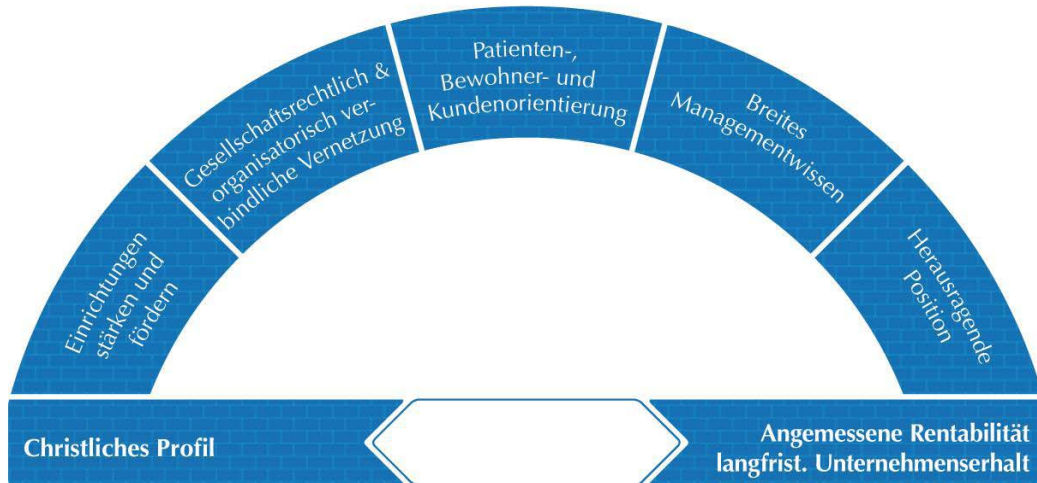 Einrichtungen
stärken und
fördern
Gesellschaftsrechtlich &
organisatorisch ver-
bindliche Vernetzung
Patienten-,
Bewohner- und
Kundenorientierung
Breites
Managementwissen
Herausragende
Position
Christliches Profil
Angemessene Rentabilität
langfrist. Unternehmenserhalt